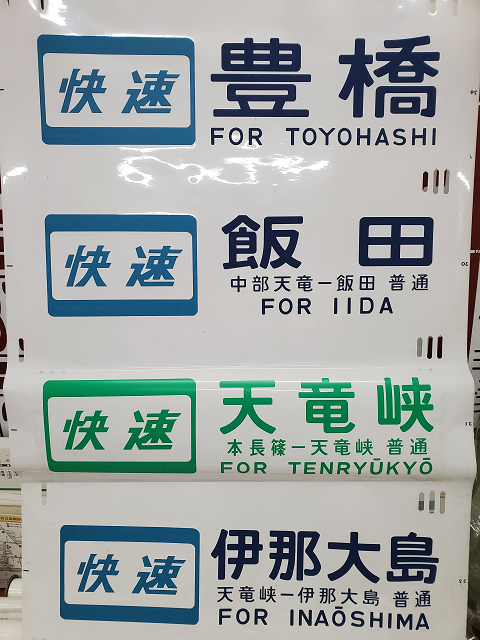 快速 豊橋
FOR TOYOHASHI
快速 飯田
中部天竜ー飯田 普通
FOR IIDA
快速 天竜峡
本長篠ー天竜峡 普通
FOR TENRYŪKYŌ
快速 伊那大島
天竜峡ー伊那大島 普通
FOR INAŌSHIMA